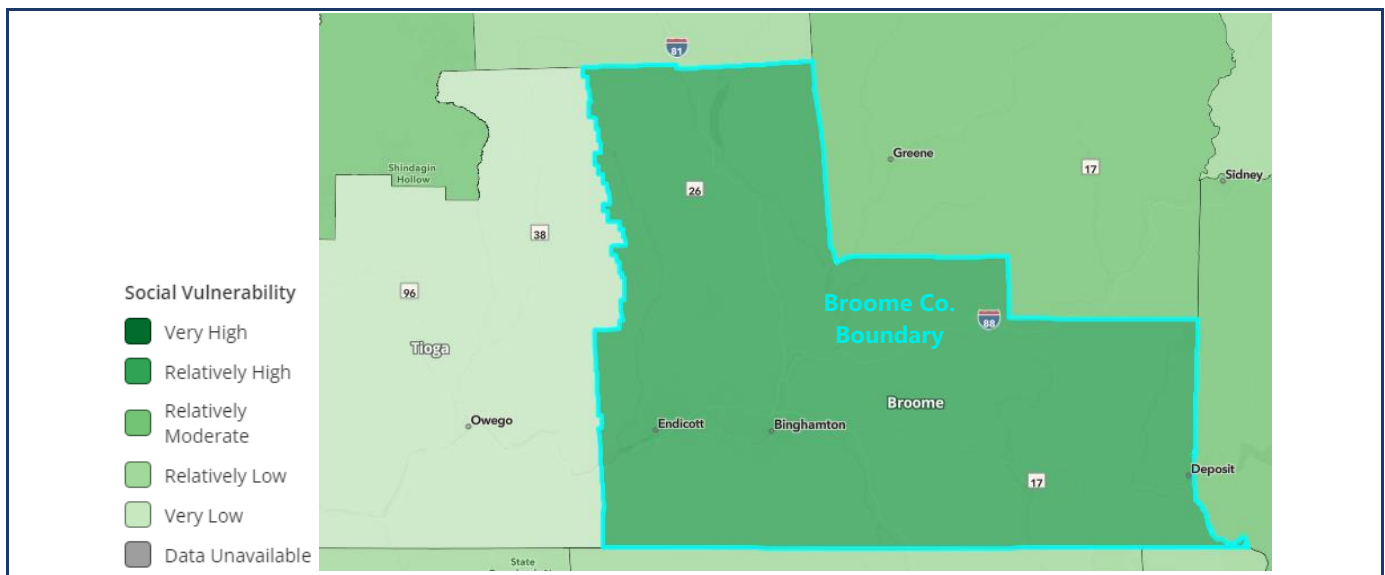 81
Greene
17
Sidney
Shindagin
Hollow
26
38
96
Tioga
Broome Co.
Boundary
88
Broome
Owego
Endicott
Binghamton
17
Deposit
State
Social Vulnerability
Very High
Relatively High
Relatively
Moderate
Relatively Low
Very Low
Data Unavailable